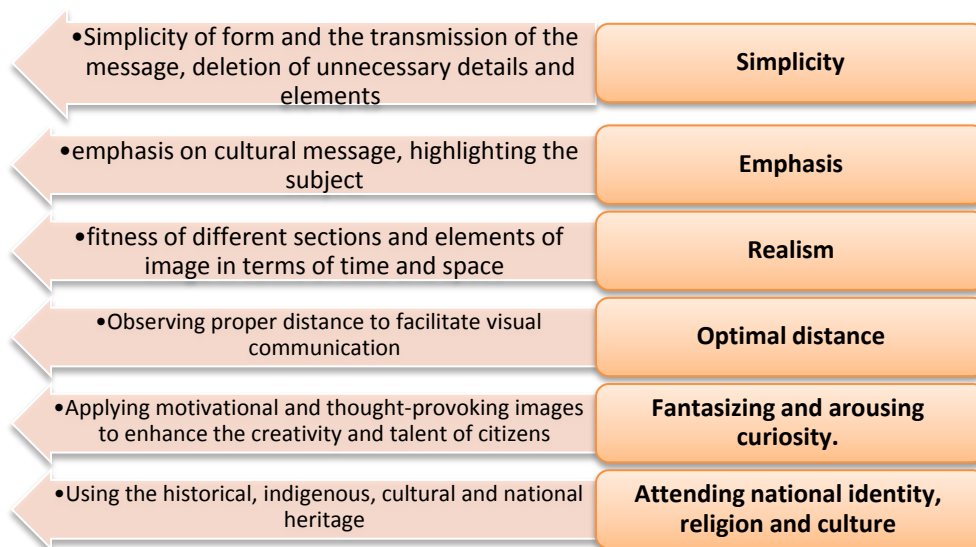 •Simplicity of form and the transmission of the
message, deletion of unnecessary details and
elements
Simplicity
•emphasis on cultural message, highlighting the
subject
Emphasis
•fitness of different sections and elements of
image in terms of time and space
Realism
•Observing proper distance to facilitate visual
communication
Optimal distance
•Applying motivational and thought-provoking images
to enhance the creativity and talent of citizens
Fantasizing and arousing
curiosity.
•Using the historical, indigenous, cultural and national
heritage
Attending national identity,
religion and culture